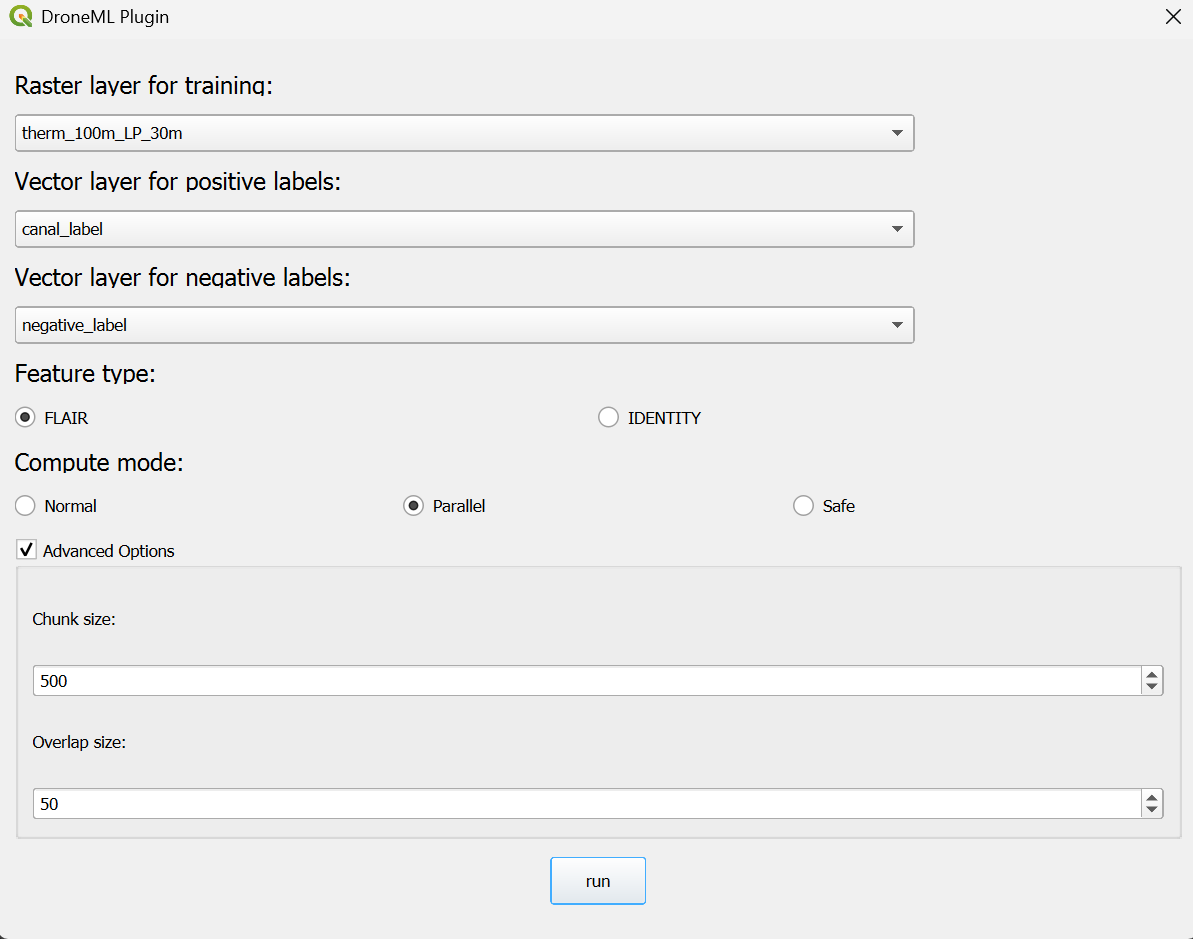 DroneML Plugin
Raster layer for training:
therm_100m_LP_30m
Vector layer for positive labels:
canal_label
Vector layer for negative labels:
negative_label
Feature type:
FLAIR IDENTITY
Compute mode:
Normal Parallel Safe
Advanced Options
Chunk size:
500
Overlap size:
50
run